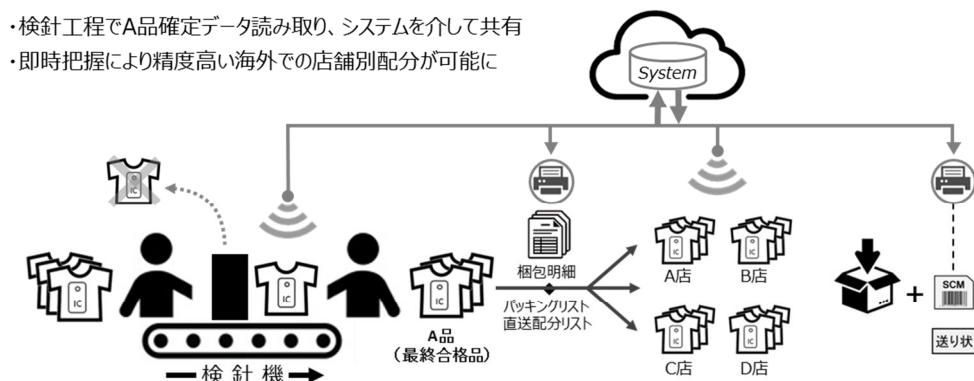 ・検針工程でA品確定データ読み取り、システムを介して共有
・即時把握により精度高い海外での店舗別配分が可能に
System
IC
IC
IC
IC
梱包明細
パッキングリスト
直送配分リスト
A品
(最終合格品)
A店
B店
C店
D店
+
SCM
送り状
検針機